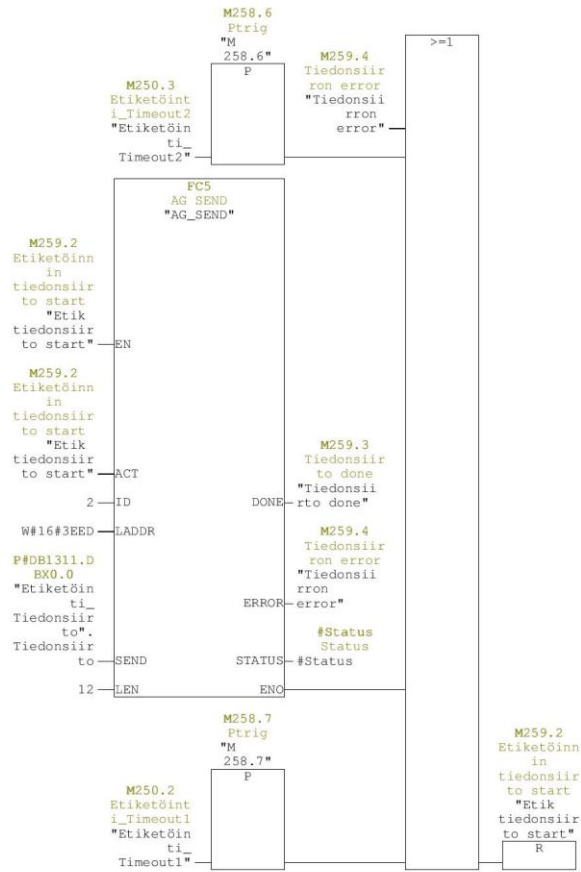 M258.6
Ptrig
"M
258.6"
P
>=1
M259.4
Tiedonsiir
ron error
"Tiedonsii
rron
error"
M250.3
Etiketöint
i_Timeout2
"Etiketöin
ti_
Timeout2"
FC5
AG SEND
"AG_SEND"
M259.2
Etiketöinn
in
tiedonsiir
to start
"Etik
tiedonsiir
to start"
EN
M259.2
Etiketöinn
in
tiedonsiir
to start
"Etik
tiedonsiir
to start"
ACT
2
ID
W#16#3EED
LADDR
P#DB1311.D
BX0.0
"Etiketöin
ti_
Tiedonsiir
to".
Tiedonsiir
to
SEND
12
LEN
M259.3
Tiedonsiir
to done
"Tiedonsii
DONE
rto done"
M259.4
Tiedonsiir
ron error
"Tiedonsii
rron
ERROR
error"
#Status
Status
STATUS
#Status
ENO
M258.7
Ptrig
"M
258.7"
P
M250.2
Etiketöint
i_Timeout1
"Etiketöin
ti_
Timeout1"
M259.2
Etiketöinn
in
tiedonsiir
to start
"Etik
tiedonsiir
to start"
R